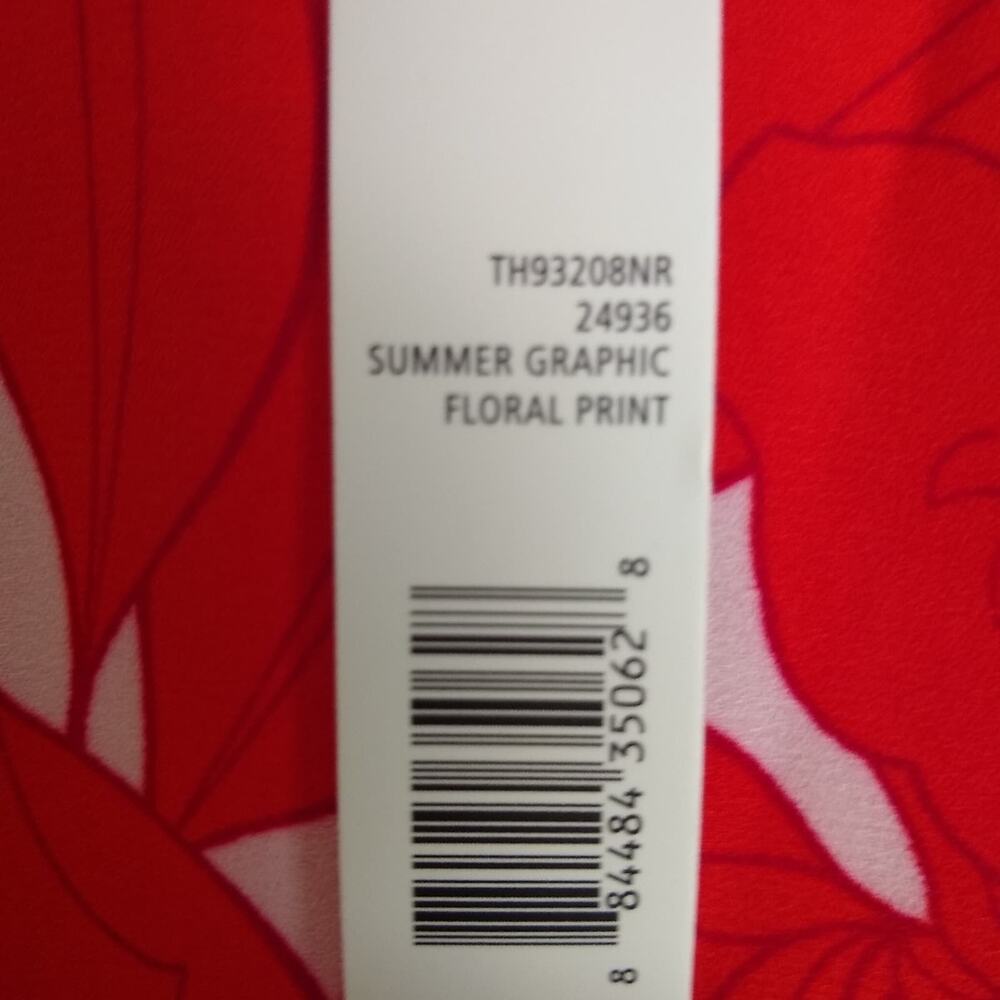 TH93208NR
24936
SUMMER GRAPHIC
FLORAL PRINT
8 84484 35062 8